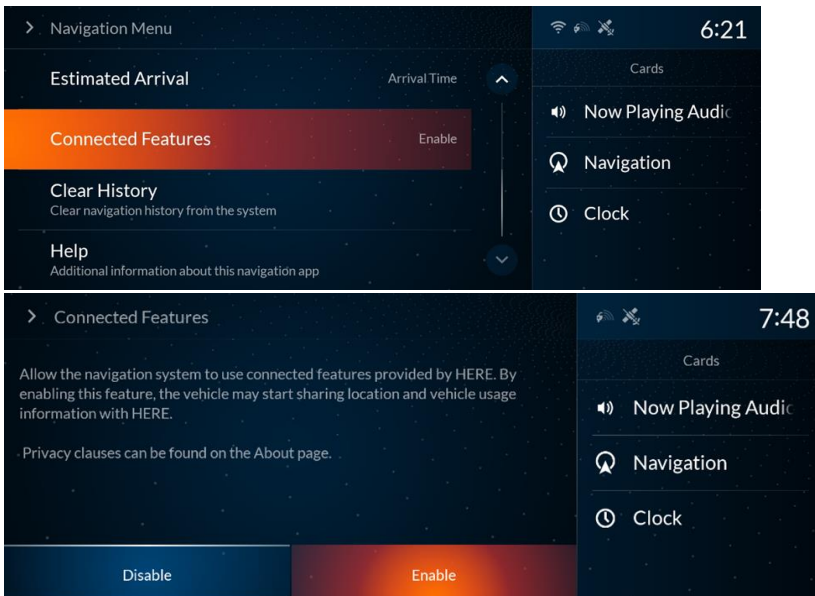 Navigation Menu
6:21
Estimated Arrival
Arrival Time
Cards
Connected Features
Enable
Now Playing Audio
Clear History
Clear navigation history from the system
Navigation
Help
Additional information about this navigation app
Clock
Connected Features
7:48
Allow the navigation system to use connected features provided by HERE. By
enabling this feature, the vehicle may start sharing location and vehicle usage
information with HERE.
Privacy clauses can be found on the About page.
Cards
Now Playing Audio
Navigation
Clock
Disable
Enable